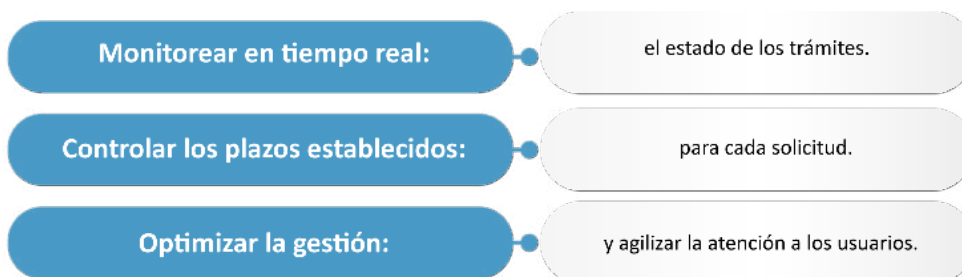 Monitorear en tiempo real:
el estado de los trámites.
Controlar los plazos establecidos:
para cada solicitud.
Optimizar la gestión:
y agilizar la atención a los usuarios.